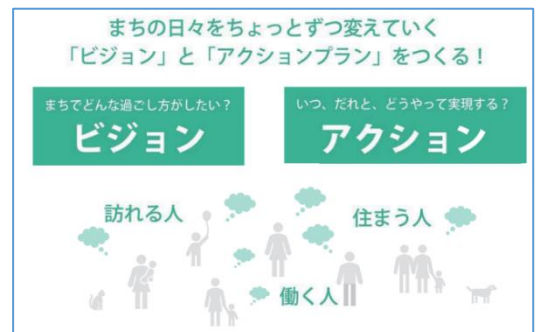 まちの日々をちょっとずつ変えていく
「ビジョン」と「アクションプラン」をつくる！
まちでどんな過ごし方がしたい？
ビジョン
いつ、だれと、どうやって実現する？
アクション
訪れる人
住まう人
働く人